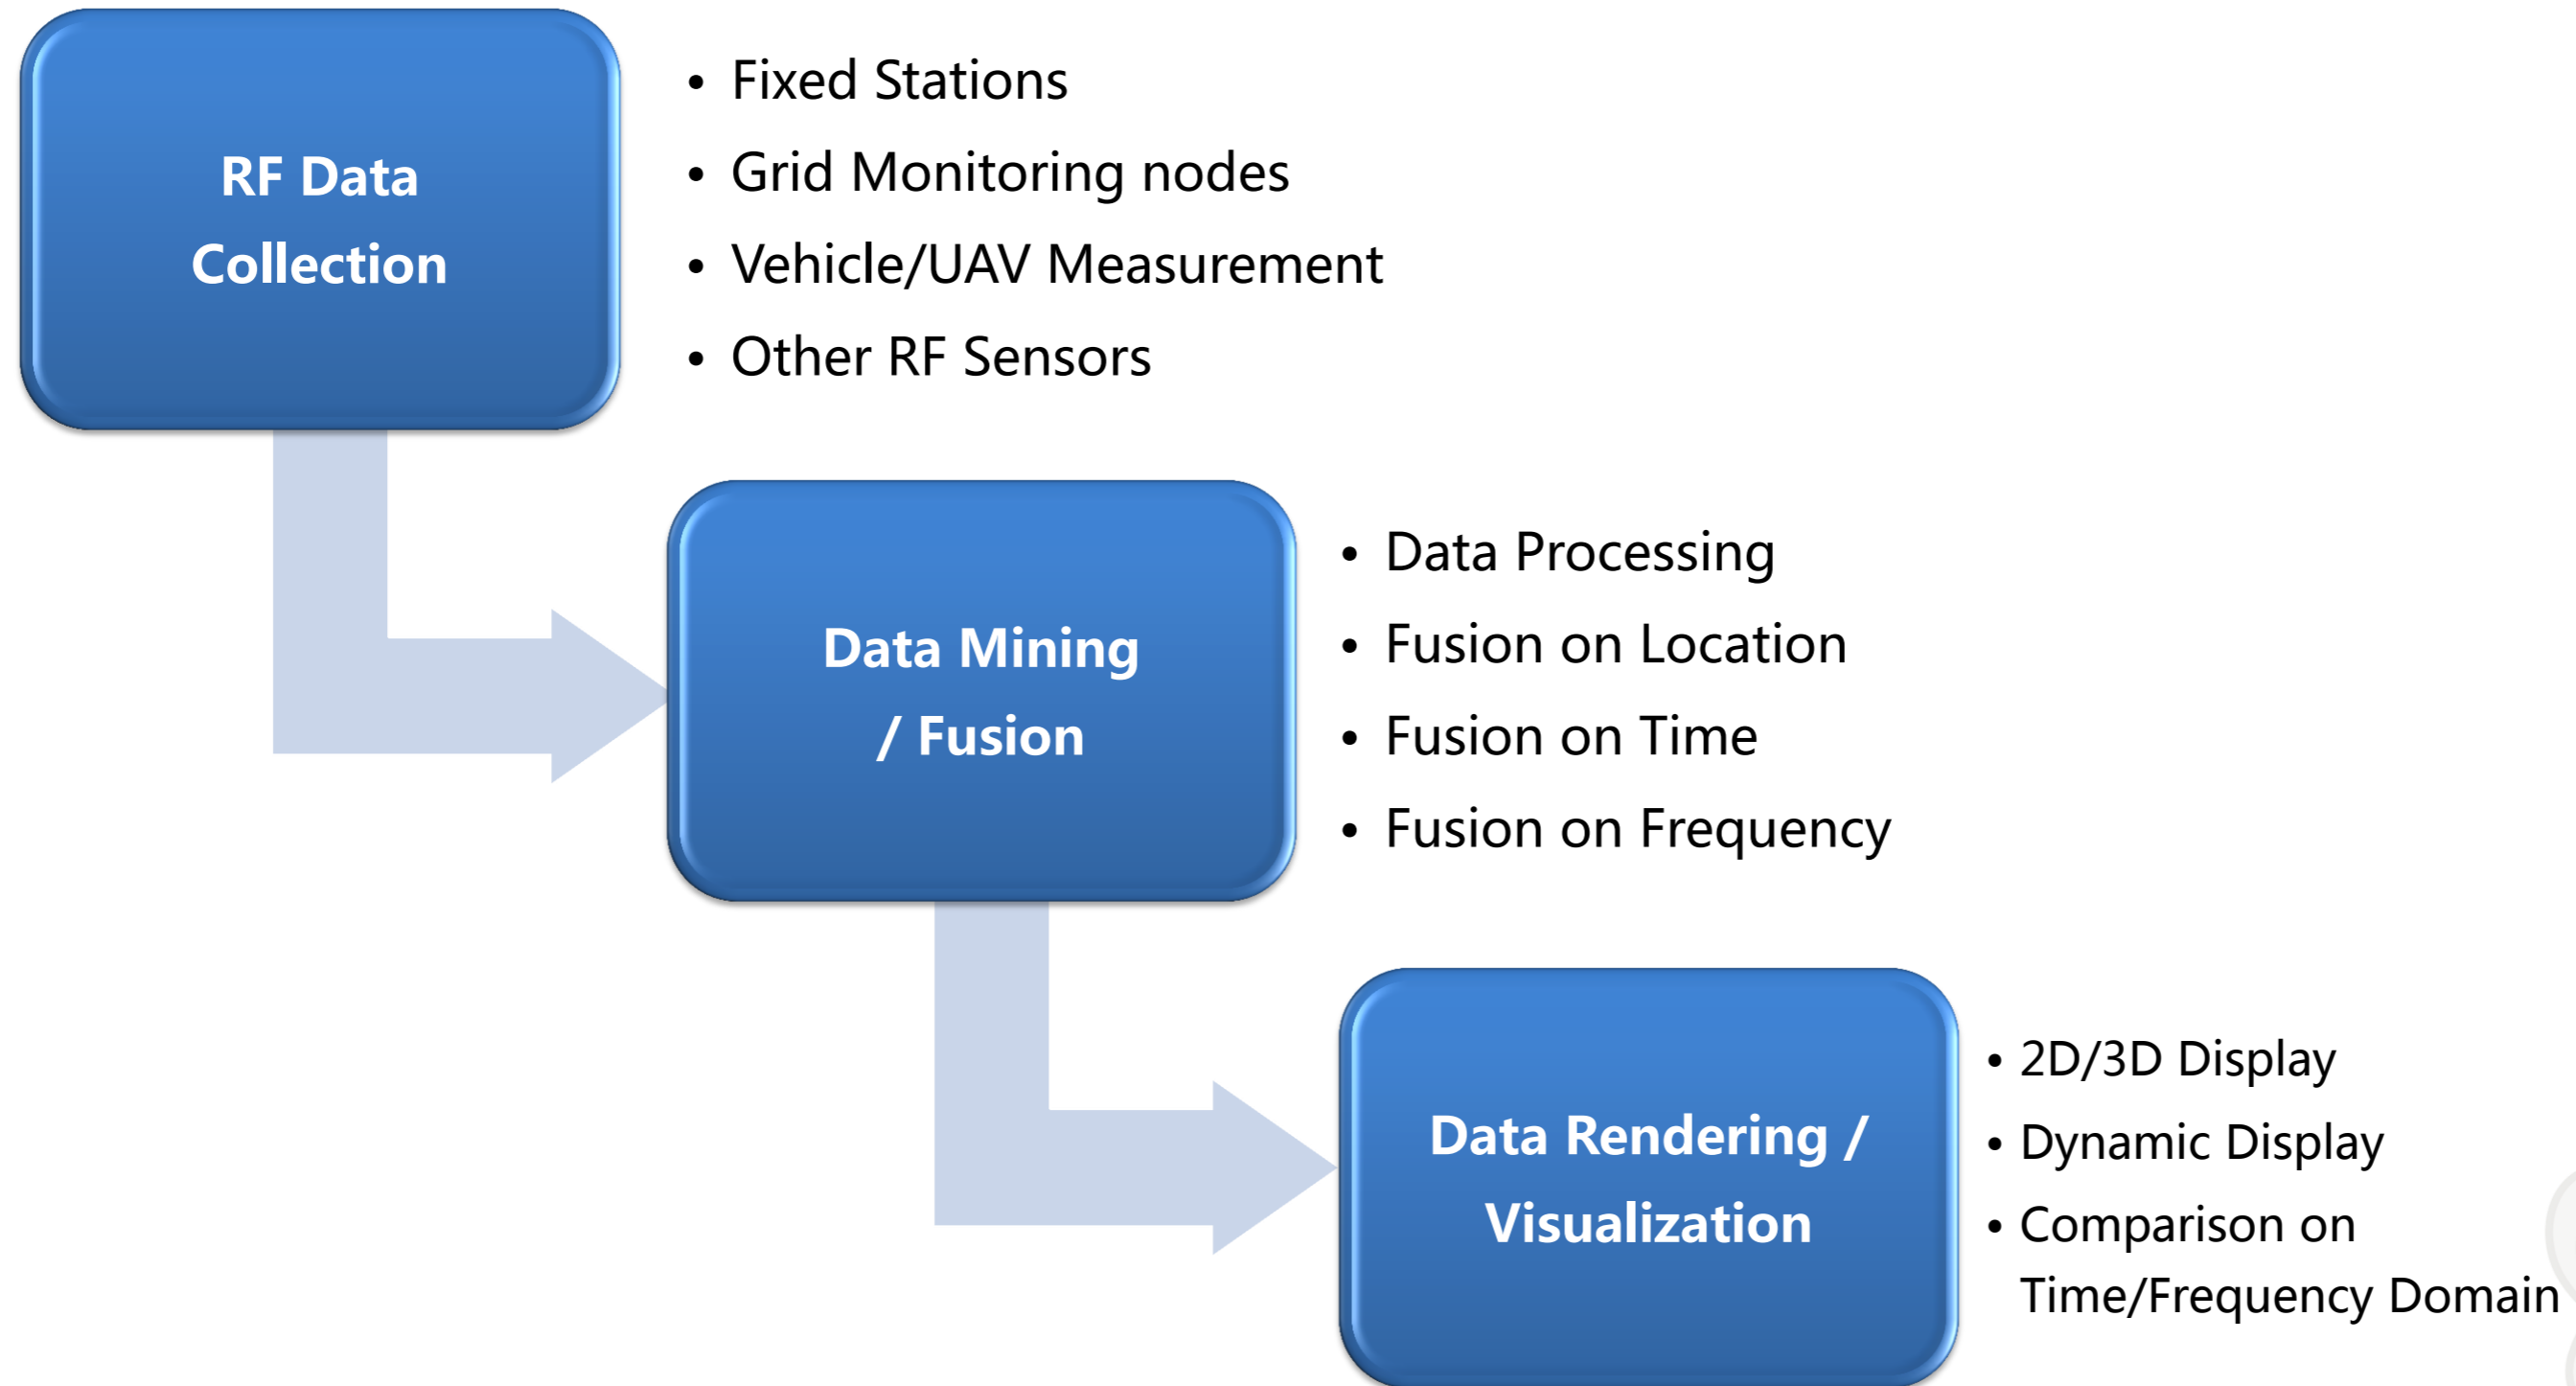 RF Data
Collection
• Fixed Stations
• Grid Monitoring nodes
• Vehicle/UAV Measurement
• Other RF Sensors
Data Mining
/ Fusion
• Data Processing
• Fusion on Location
• Fusion on Time
• Fusion on Frequency
Data Rendering /
Visualization
• 2D/3D Display
• Dynamic Display
• Comparison on
Time/Frequency Domain